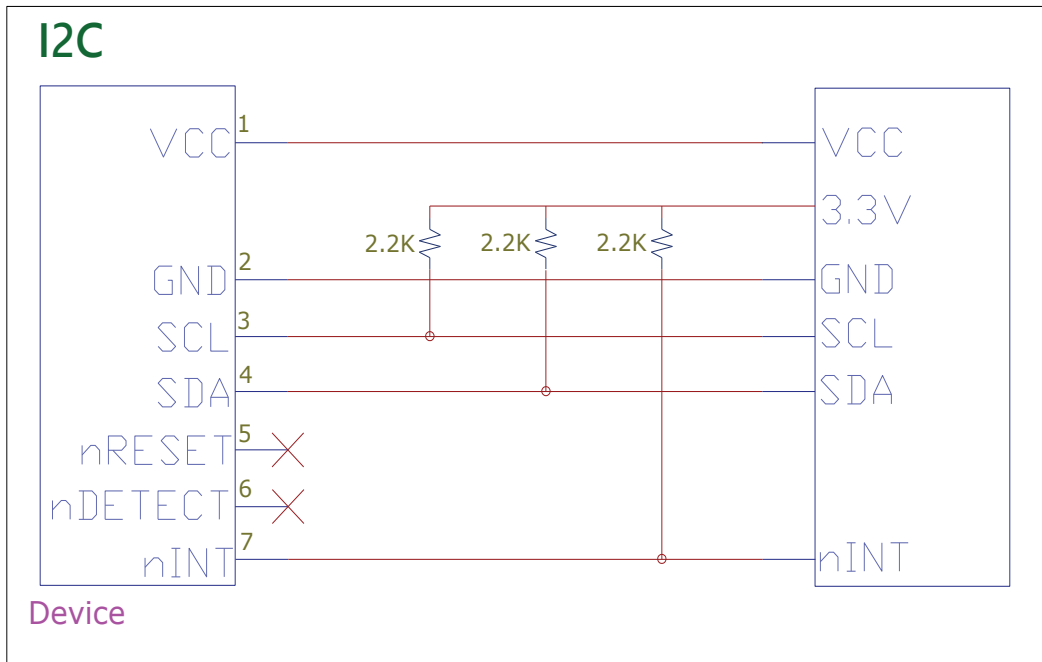 I2C
VCC 1 VCC
3.3V
2.2K 2.2K 2.2K
GND 2 GND
SCL 3 SCL
SDA 4 SDA
nRESET 5
nDETECT 6
nINT 7 nINT
Device